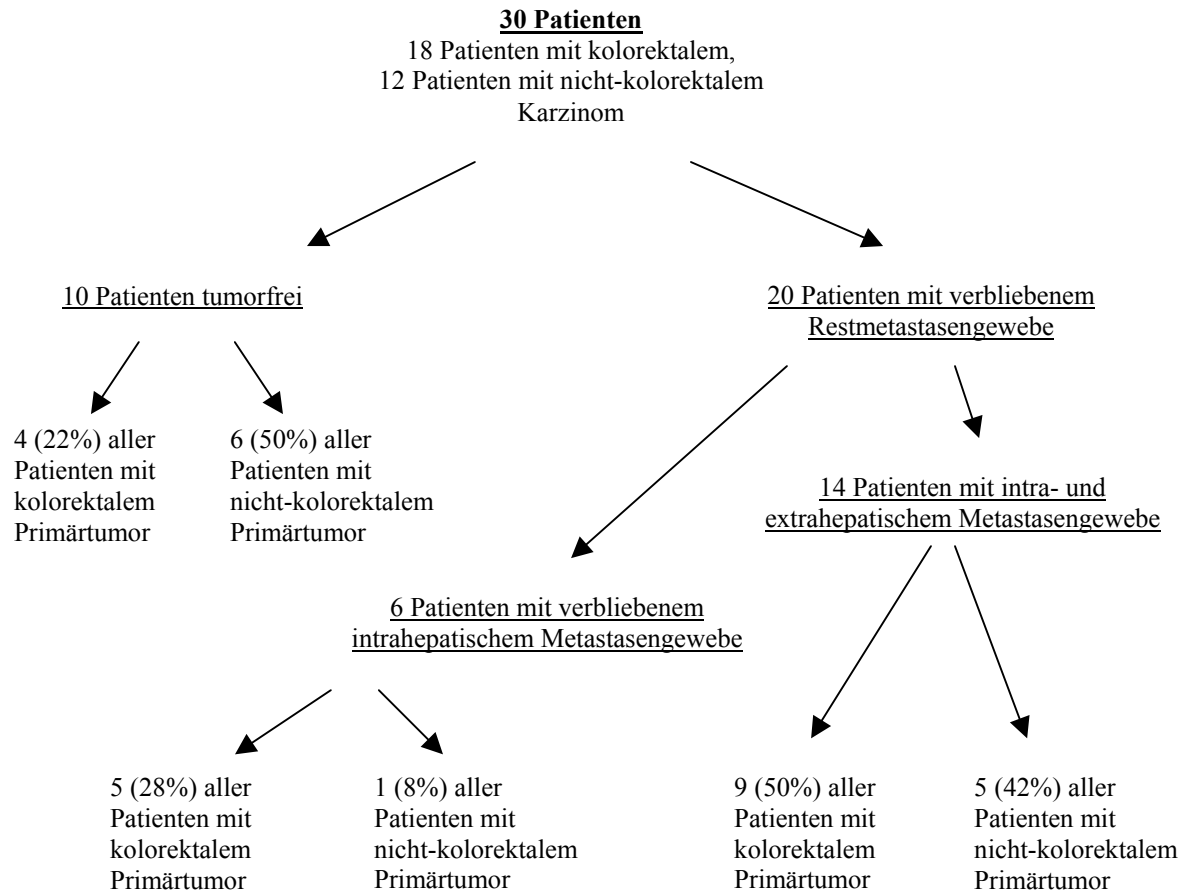 30 Patienten
18 Patienten mit kolorektalem,
12 Patienten mit nicht-kolorektalem
Karzinom
10 Patienten tumorfrei
20 Patienten mit verbliebenem
Restmetastasengewebe
4 (22%) aller
Patienten mit
kolorektalem
Primärtumor
6 (50%) aller
Patienten mit
nicht-kolorektalem
Primärtumor
14 Patienten mit intra- und
extrahepatischem Metastasengewebe
6 Patienten mit verbliebenem
intrahepatischem Metastasengewebe
5 (28%) aller
Patienten mit
kolorektalem
Primärtumor
1 (8%) aller
Patienten mit
nicht-kolorektalem
Primärtumor
9 (50%) aller
Patienten mit
kolorektalem
Primärtumor
5 (42%) aller
Patienten mit
nicht-kolorektalem
Primärtumor